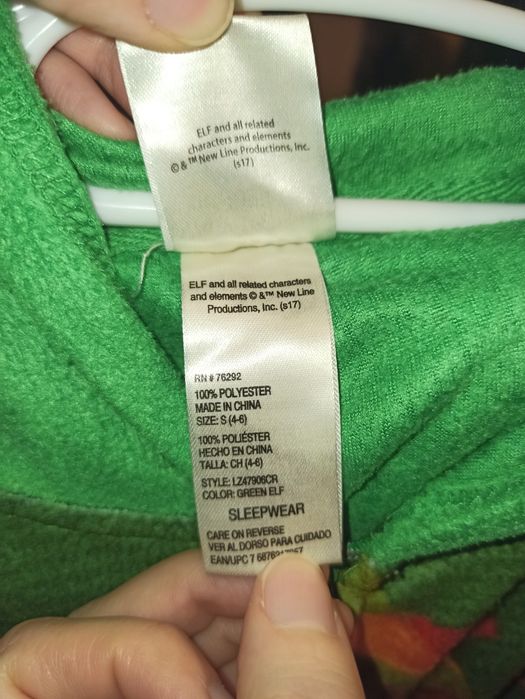 ELF and all related
characters and elements
© & ™ New Line Productions, Inc.
(s17)
ELF and all related characters
and elements © &™ New Line
Productions, Inc. (s17)
RN # 76292
100% POLYESTER
MADE IN CHINA
SIZE: S (4-6)
100% POLIÉSTER
HECHO EN CHINA
TALLA: CH (4-6)
STYLE: LZ47906CR
COLOR: GREEN ELF
SLEEPWEAR
CARE ON REVERSE
VER AL DORSO PARA CUIDADO
EAN/UPC 7